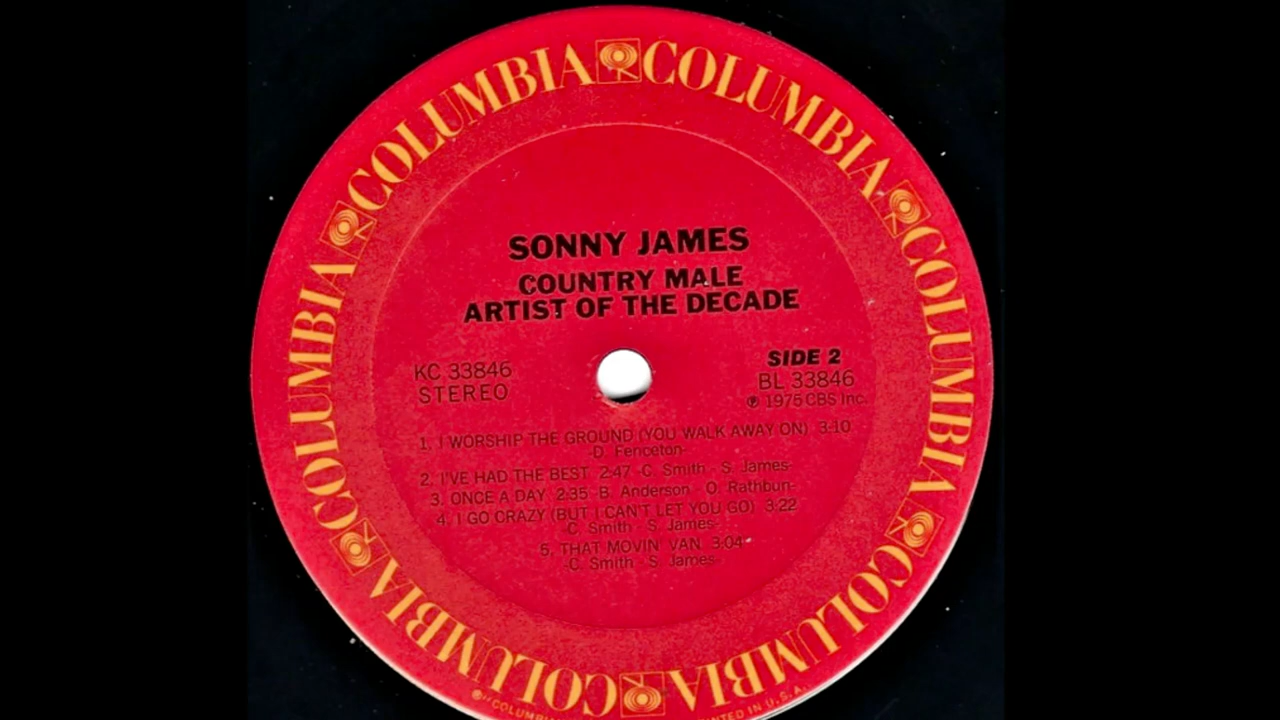 COLUMBIA COLUMBIA COLUMBIA COLUMBIA COLUMBIA COLUMBIA COLUMBIA COLUMBIA
SONNY JAMES
COUNTRY MALE
ARTIST OF THE DECADE
KC 33846
STEREO
SIDE 2
BL 33846
℗ 1975 CBS Inc.
1. I WORSHIP THE GROUND (YOU WALK AWAY ON) 3:10
-D. Fenceton-
2. I'VE HAD THE BEST 2:47 -C. Smith - S. James-
3. ONCE A DAY 2:35 -B. Anderson - O. Rathbun-
4. I GO CRAZY (BUT I CAN'T LET YOU GO) 3:22
-C. Smith - S. James-
5. THAT MOVIN' VAN 3:04
-C. Smith - S. James-
IN U.S.A.